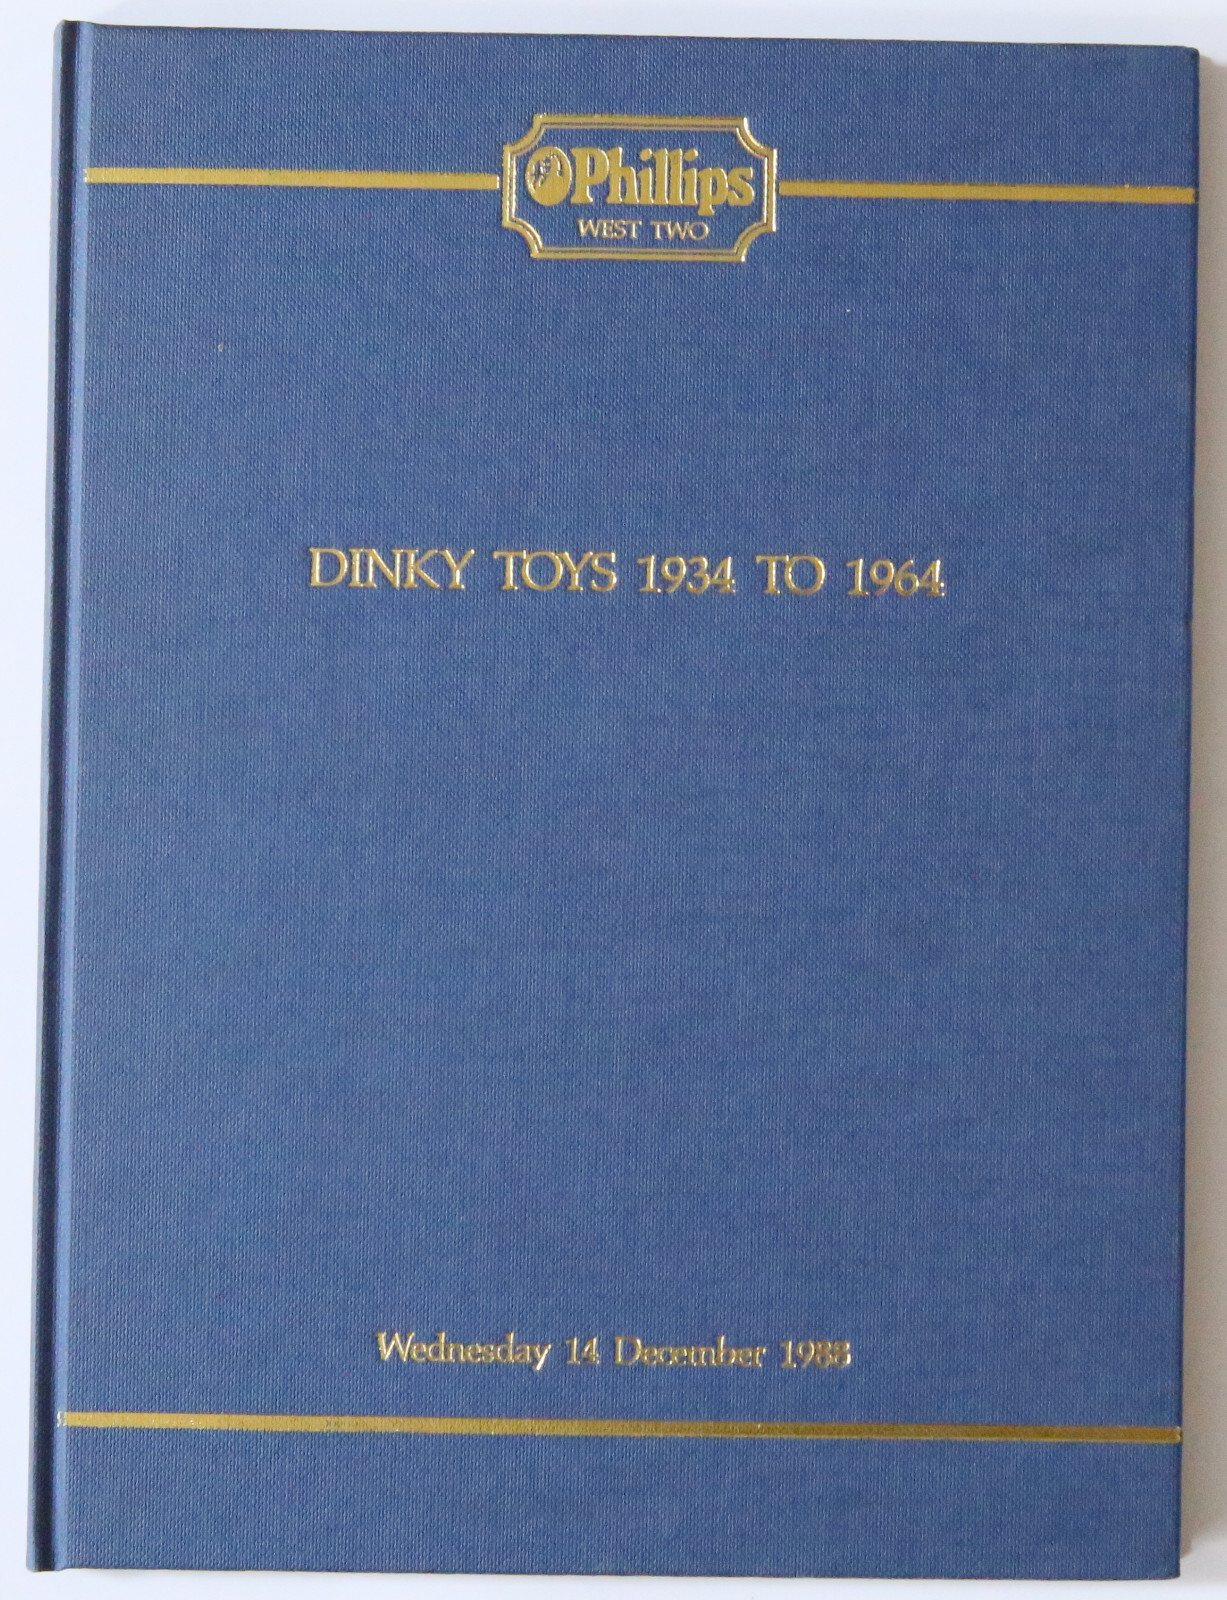 Phillips
WEST TWO
DINKY TOYS 1934 TO 1964
Wednesday 14 December 1988